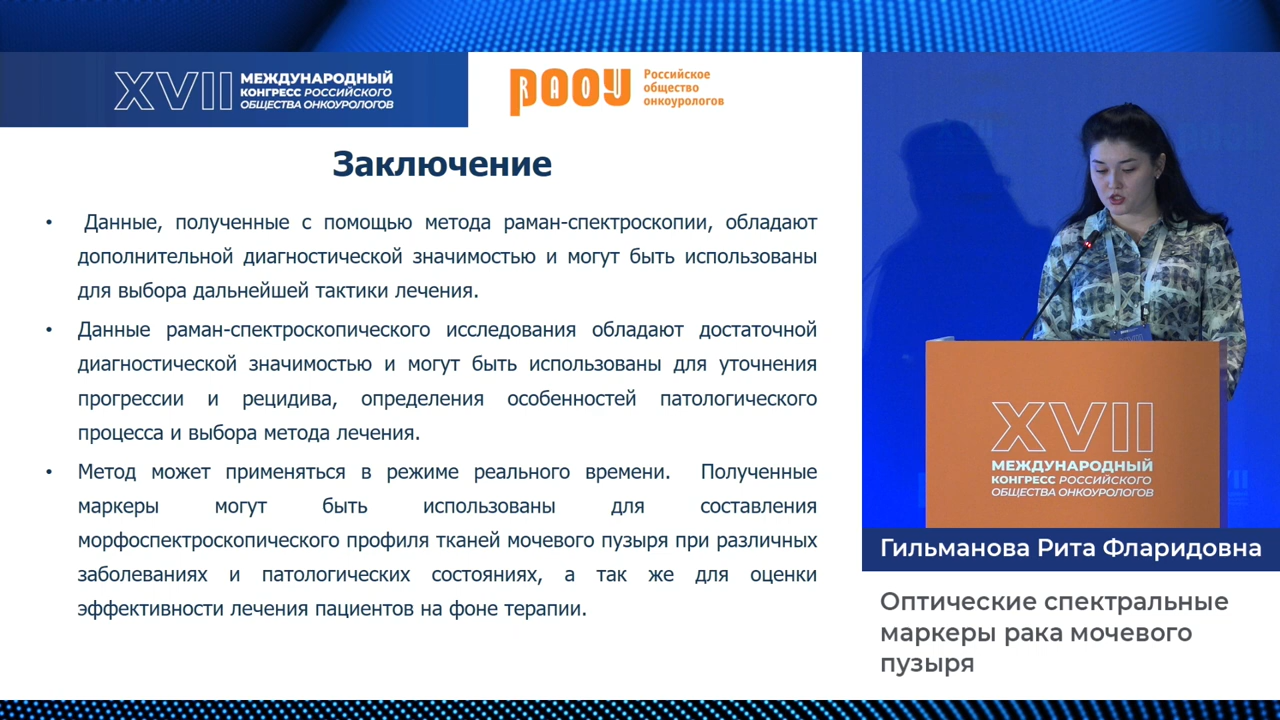 XVII МЕЖДУНАРОДНЫЙ
КОНГРЕСС РОССИЙСКОГО
ОБЩЕСТВА ОНКОУРОЛОГОВ
РООУ
RAOU
Российское
общество
онкоурологов
Заключение
• Данные, полученные с помощью метода раман-спектроскопии, обладают
дополнительной диагностической значимостью и могут быть использованы
для выбора дальнейшей тактики лечения.
• Данные раман-спектроскопического исследования обладают достаточной
диагностической значимостью и могут быть использованы для уточнения
прогрессии и рецидива, определения особенностей патологического
процесса и выбора метода лечения.
• Метод может применяться в режиме реального времени. Полученные
маркеры могут быть использованы для составления
морфоспектроскопического профиля тканей мочевого пузыря при различных
заболеваниях и патологических состояниях, а так же для оценки
эффективности лечения пациентов на фоне терапии.
XVII
МЕЖДУНАРОДНЫЙ
КОНГРЕСС РОССИЙСКОГО
ОБЩЕСТВА ОНКОУРОЛОГОВ
Гильманова Рита Фларидовна
Оптические спектральные
маркеры рака мочевого
пузыря